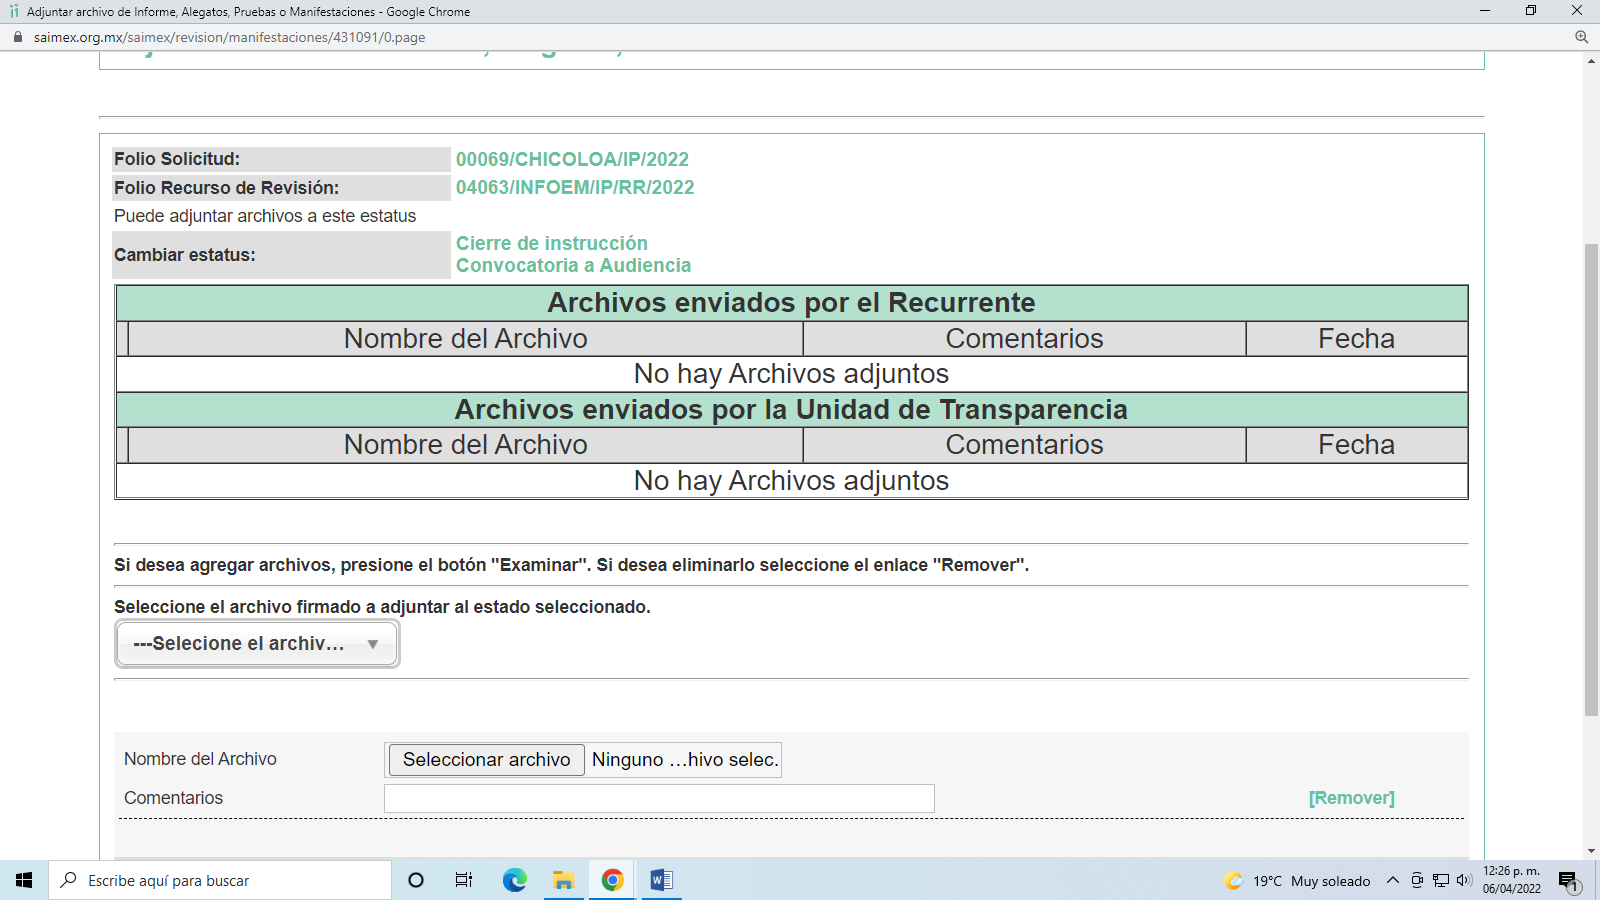 Adjuntar archivo de Informe, Alegatos, Pruebas o Manifestaciones - Google Chrome
saimex.org.mx/saimex/revision/manifestaciones/431091/0.page
Folio Solicitud: 00069/CHICOLOA/IP/2022
Folio Recurso de Revisión: 04063/INFOEM/IP/RR/2022
Puede adjuntar archivos a este estatus
Cambiar estatus: Cierre de instrucción
Convocatoria a Audiencia
Archivos enviados por el Recurrente
Nombre del Archivo Comentarios Fecha
No hay Archivos adjuntos
Archivos enviados por la Unidad de Transparencia
Nombre del Archivo Comentarios Fecha
No hay Archivos adjuntos
Si desea agregar archivos, presione el botón "Examinar". Si desea eliminarlo seleccione el enlace "Remover".
Seleccione el archivo firmado a adjuntar al estado seleccionado.
---Selecione el archiv...
Nombre del Archivo Seleccionar archivo Ninguno ...hivo selec.
Comentarios [Remover]
Escribe aquí para buscar
19°C Muy soleado
12:26 p. m.
06/04/2022
1